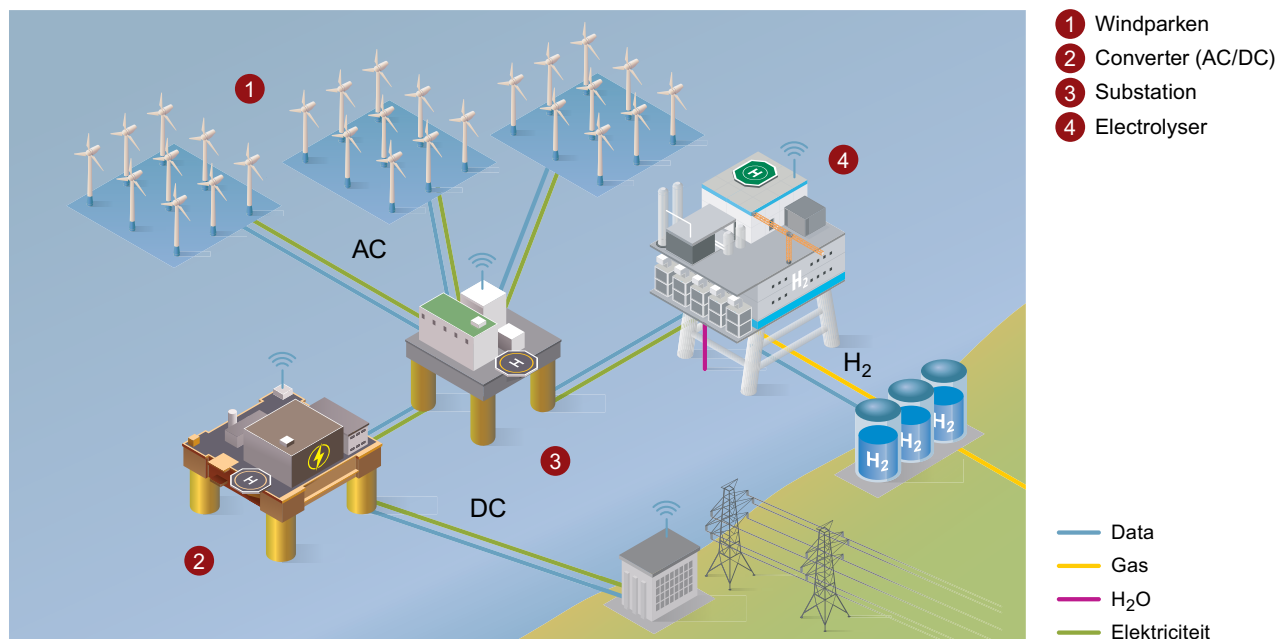 1 Windparken
2 Converter (AC/DC)
3 Substation
4 Electrolyser
1
4
H
AC
H₂
H
H₂
H₂
H₂
H₂
H
3
DC
2
Data
Gas
H₂O
Elektriciteit